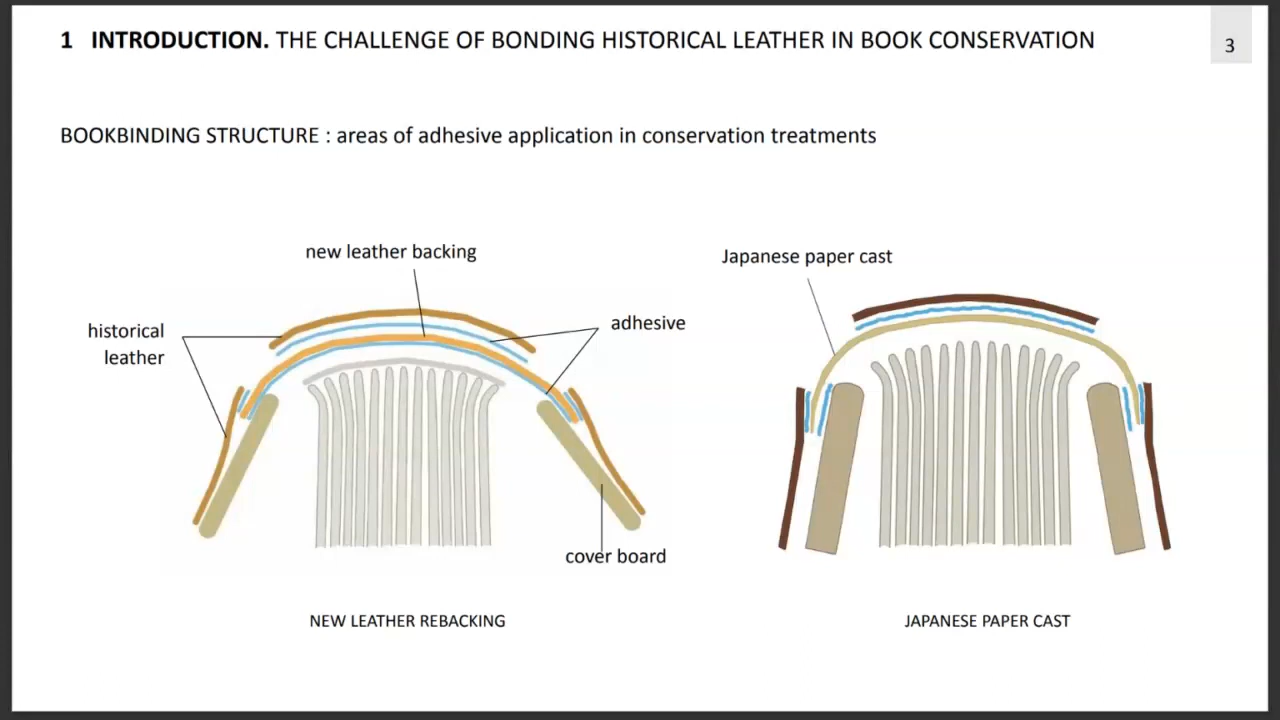 1 INTRODUCTION. THE CHALLENGE OF BONDING HISTORICAL LEATHER IN BOOK CONSERVATION
3
BOOKBINDING STRUCTURE : areas of adhesive application in conservation treatments
new leather backing
Japanese paper cast
historical
leather
adhesive
cover board
NEW LEATHER REBACKING
JAPANESE PAPER CAST